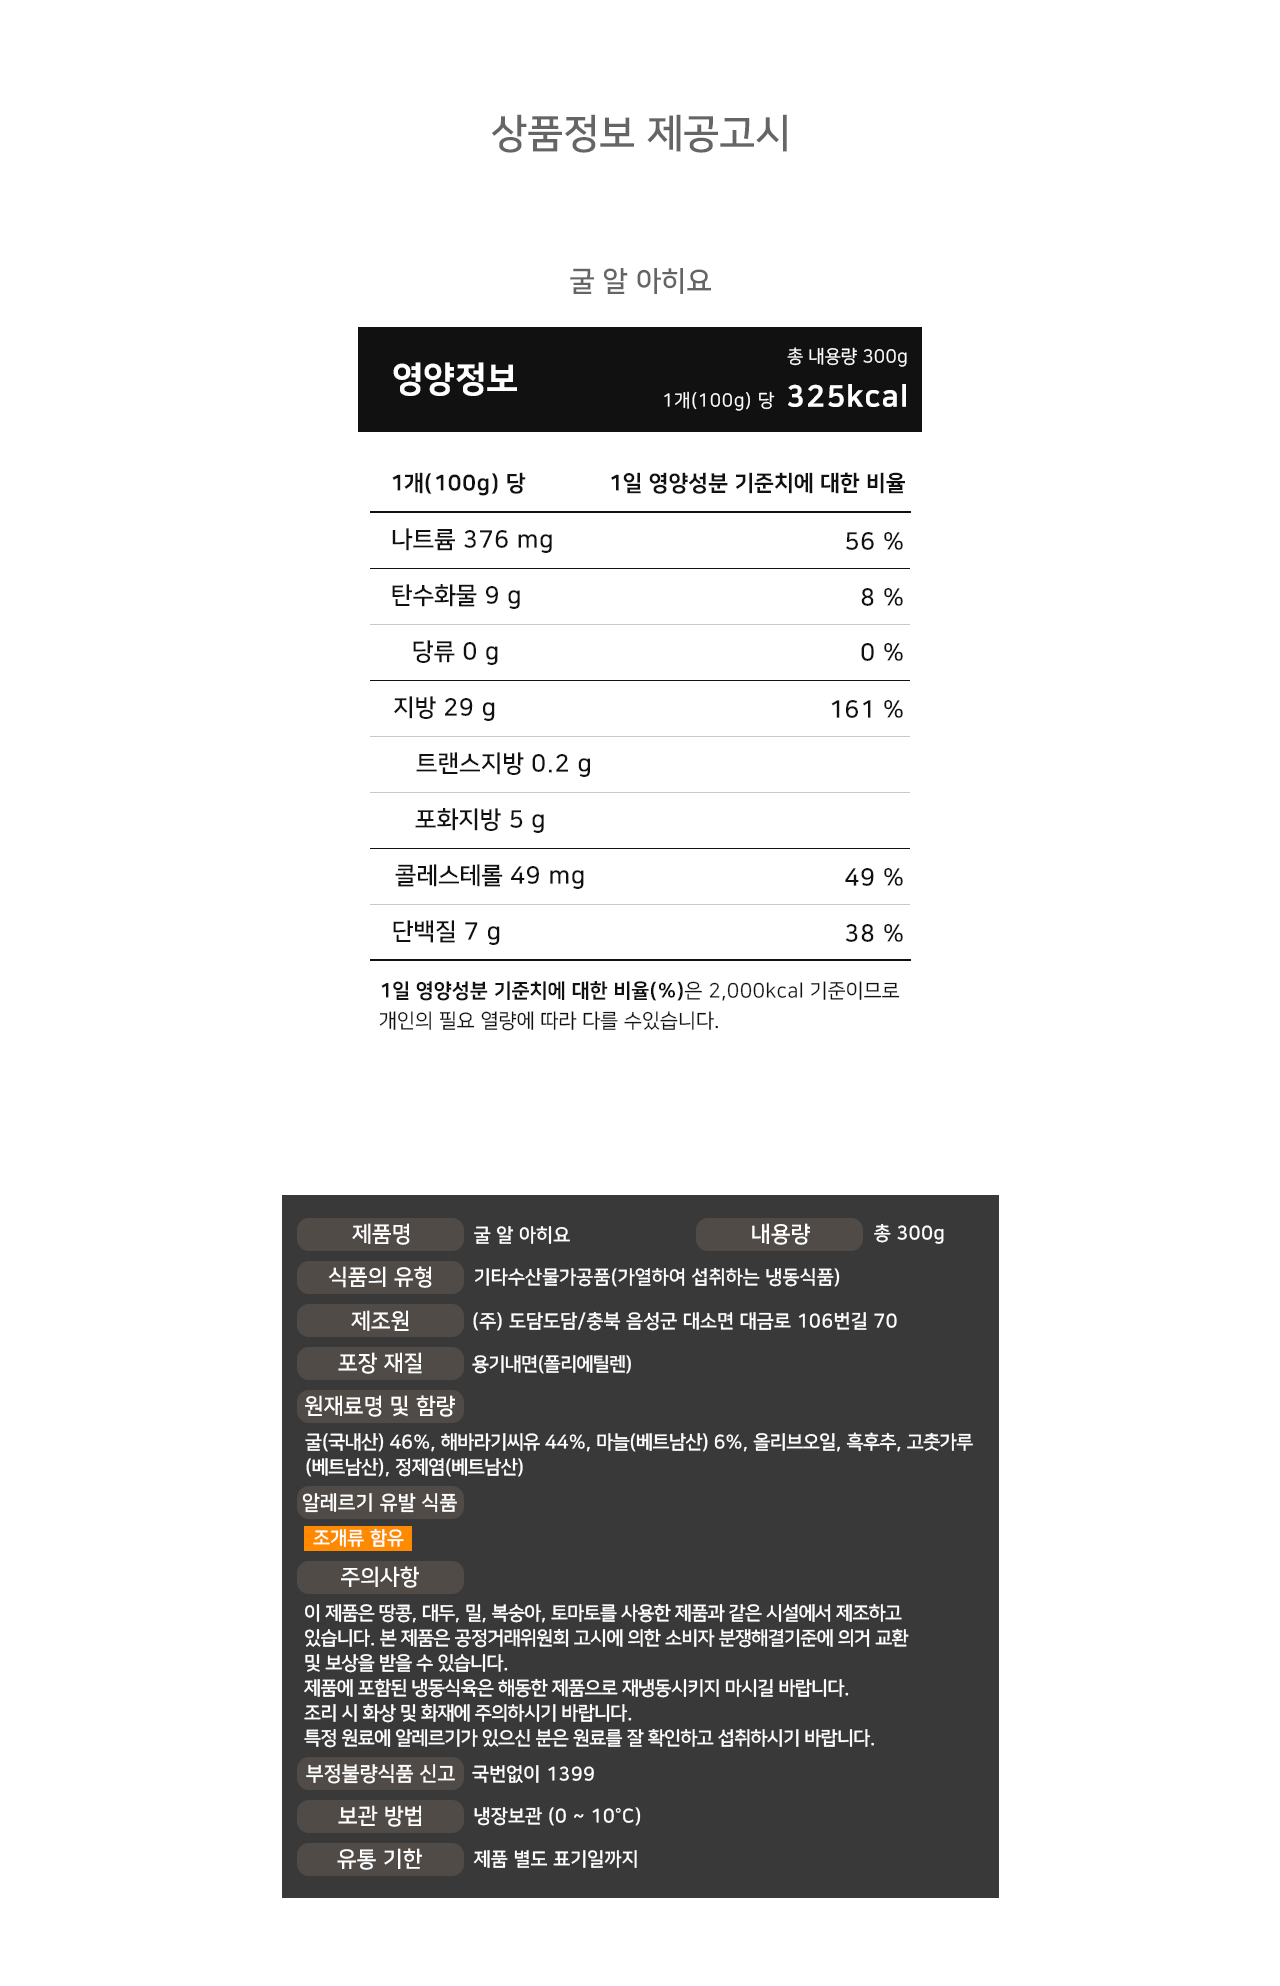 상품정보 제공고시
굴 알 아히요
영양정보
총 내용량 300g
1개(100g) 당 325kcal
1개(100g) 당 1일 영양성분 기준치에 대한 비율
나트륨 376 mg 56 %
탄수화물 9 g 8 %
당류 0 g 0 %
지방 29 g 161 %
트랜스지방 0.2 g
포화지방 5 g
콜레스테롤 49 mg 49 %
단백질 7 g 38 %
1일 영양성분 기준치에 대한 비율(%)은 2,000kcal 기준이므로
개인의 필요 열량에 따라 다를 수있습니다.
제품명 굴 알 아히요 내용량 총 300g
식품의 유형 기타수산물가공품(가열하여 섭취하는 냉동식품)
제조원 (주) 도담도담/충북 음성군 대소면 대금로 106번길 70
포장 재질 용기내면(폴리에틸렌)
원재료명 및 함량
굴(국내산) 46%, 해바라기씨유 44%, 마늘(베트남산) 6%, 올리브오일, 흑후추, 고춧가루
(베트남산), 정제염(베트남산)
알레르기 유발 식품
조개류 함유
주의사항
이 제품은 땅콩, 대두, 밀, 복숭아, 토마토를 사용한 제품과 같은 시설에서 제조하고
있습니다. 본 제품은 공정거래위원회 고시에 의한 소비자 분쟁해결기준에 의거 교환
및 보상을 받을 수 있습니다.
제품에 포함된 냉동식육은 해동한 제품으로 재냉동시키지 마시길 바랍니다.
조리 시 화상 및 화재에 주의하시기 바랍니다.
특정 원료에 알레르기가 있으신 분은 원료를 잘 확인하고 섭취하시기 바랍니다.
부정불량식품 신고 국번없이 1399
보관 방법 냉장보관 (0 ~ 10°C)
유통 기한 제품 별도 표기일까지